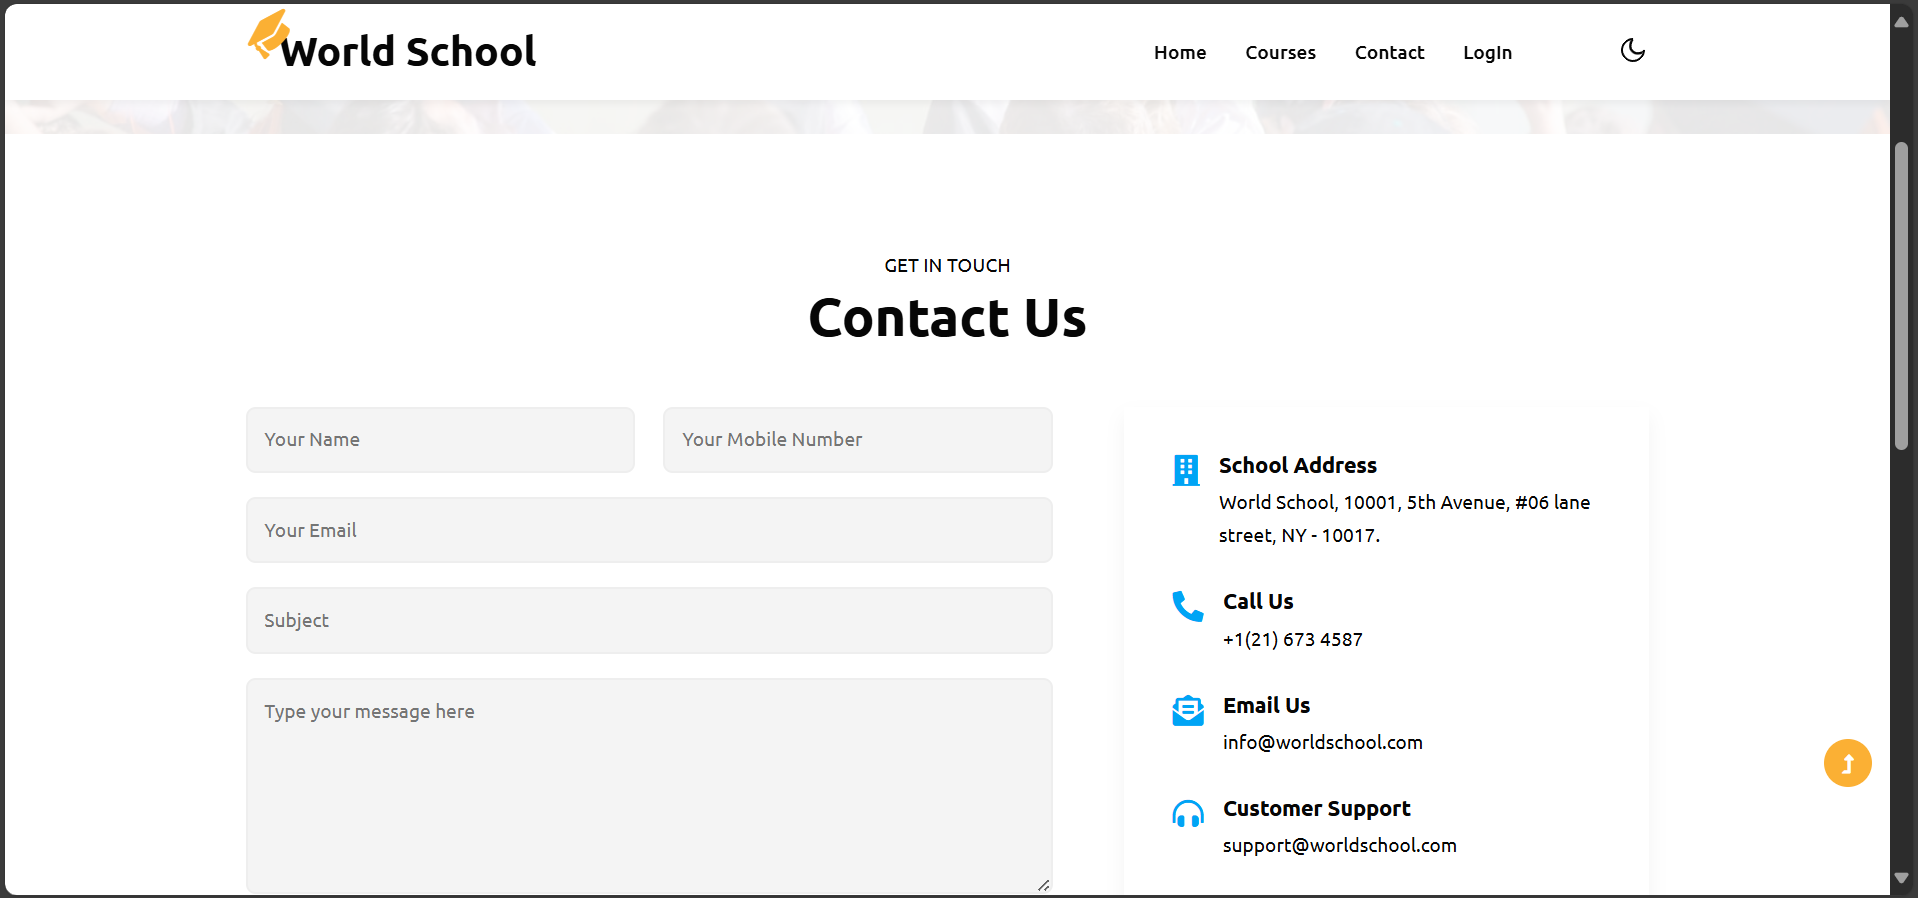 World School
Home Courses Contact LogIn
GET IN TOUCH
Contact Us
Your Name
Your Mobile Number
Your Email
Subject
Type your message here
School Address
World School, 10001, 5th Avenue, #06 lane
street, NY - 10017.
Call Us
+1(21) 673 4587
Email Us
info@worldschool.com
Customer Support
support@worldschool.com